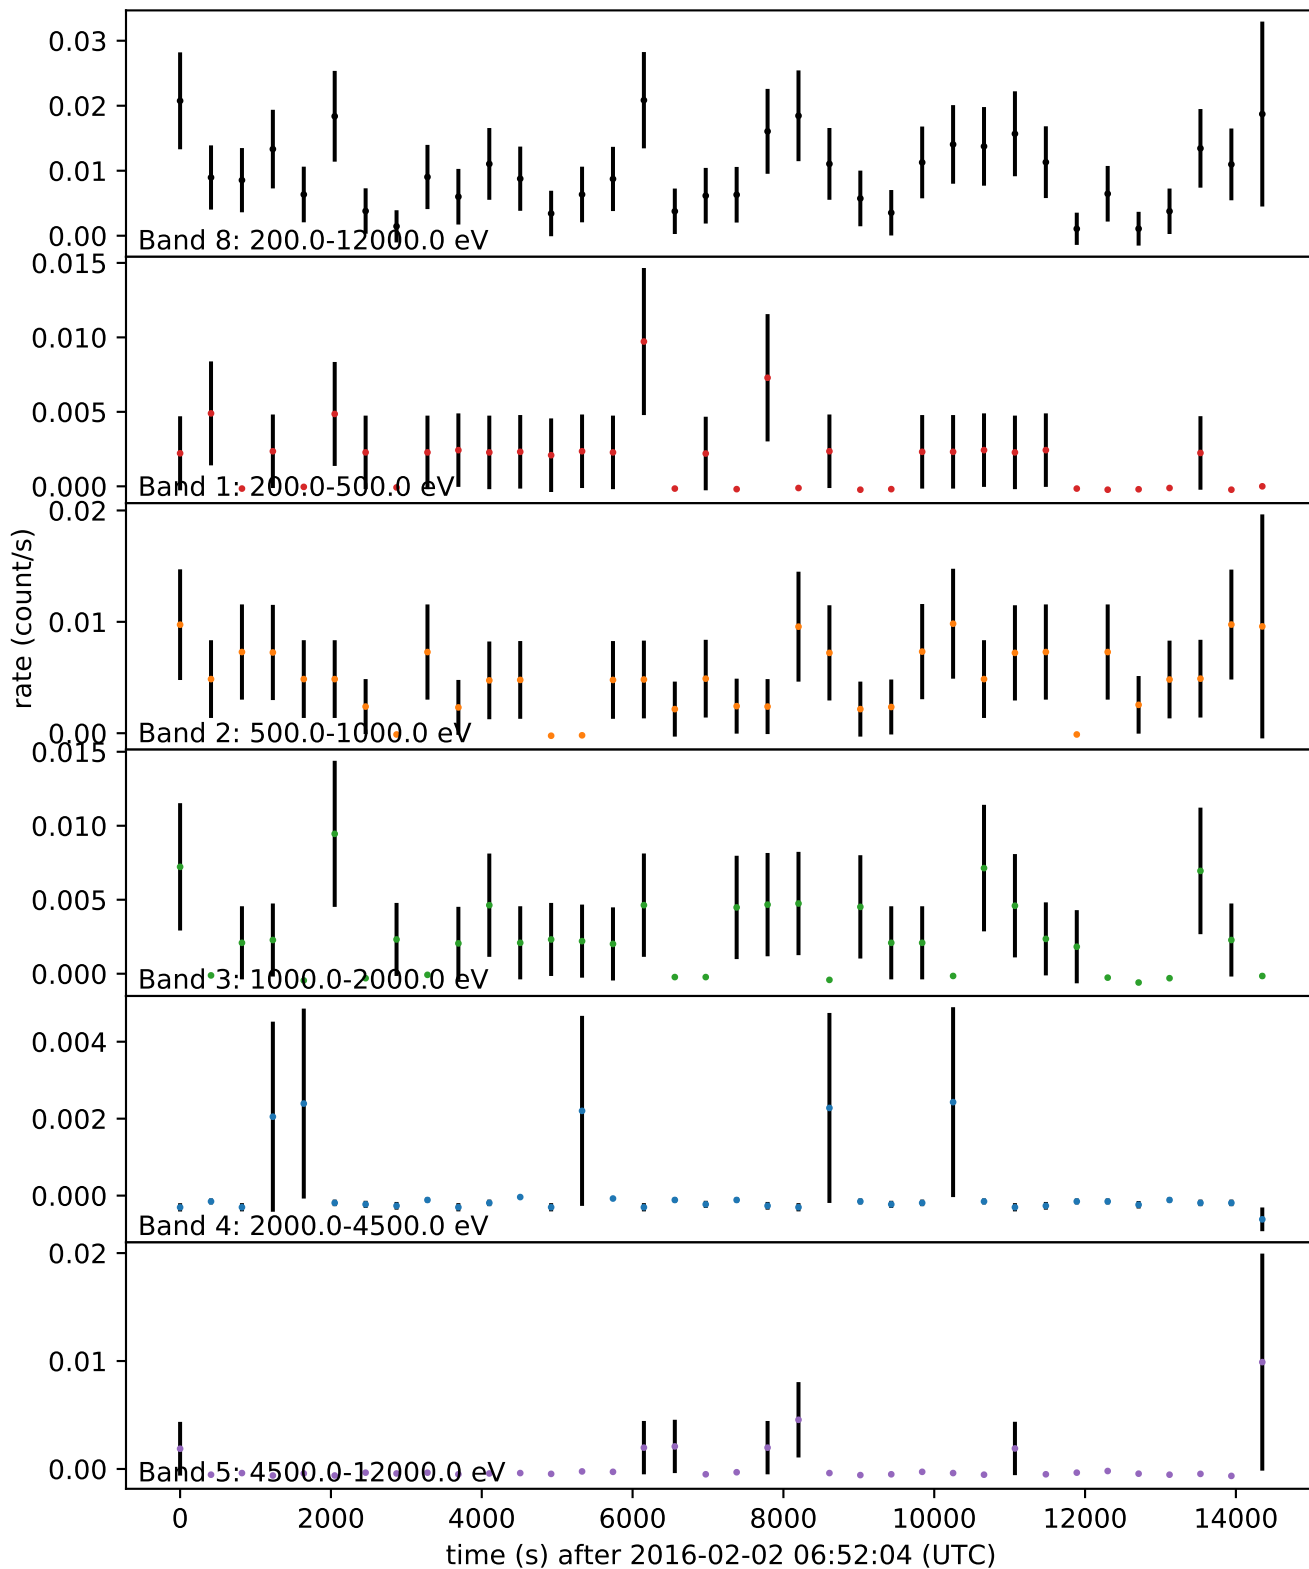 0.03
0.02
0.01
0.00
Band 8: 200.0-12000.0 eV
0.015
0.010
0.005
0.000
Band 1: 200.0-500.0 eV
0.02
0.01
0.00
Band 2: 500.0-1000.0 eV
rate (count/s)
0.015
0.010
0.005
0.000
Band 3: 1000.0-2000.0 eV
0.004
0.002
0.000
Band 4: 2000.0-4500.0 eV
0.02
0.01
0.00
Band 5: 4500.0-12000.0 eV
0 2000 4000 6000 8000 10000 12000 14000
time (s) after 2016-02-02 06:52:04 (UTC)